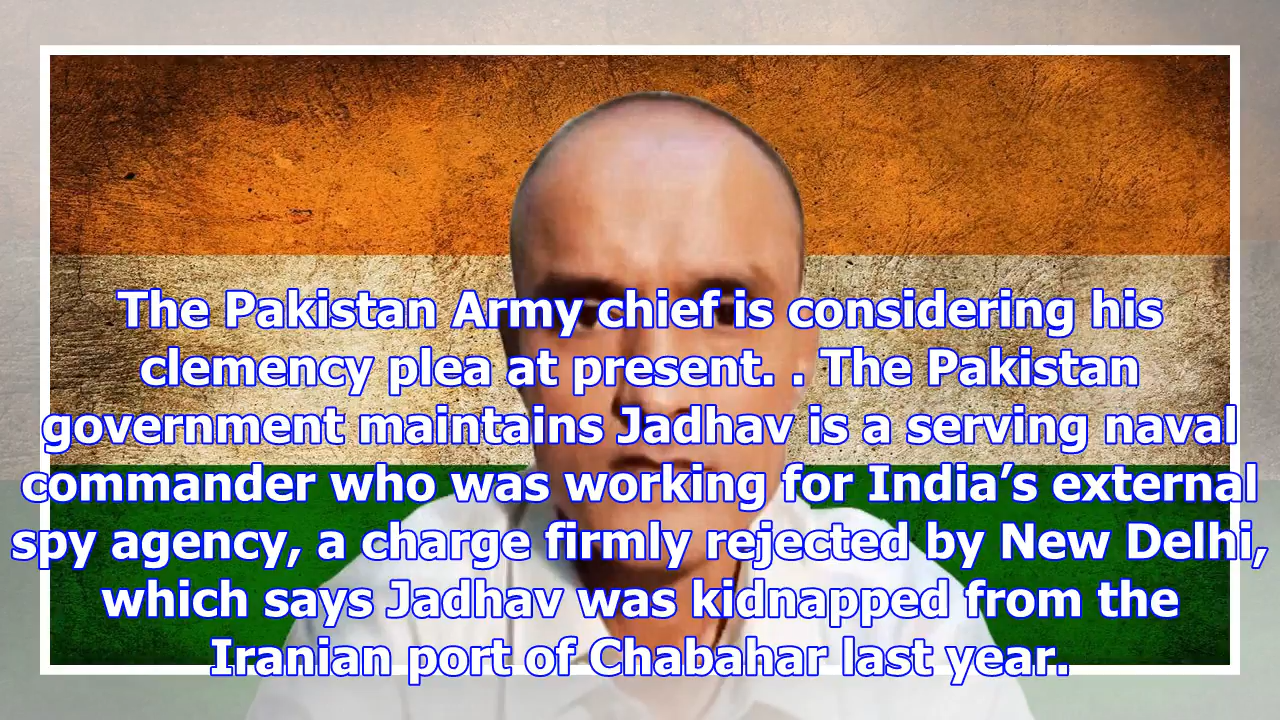 The Pakistan Army chief is considering his
clemency plea at present. . The Pakistan
government maintains Jadhav is a serving naval
commander who was working for India’s external
spy agency, a charge firmly rejected by New Delhi,
which says Jadhav was kidnapped from the
Iranian port of Chabahar last year.